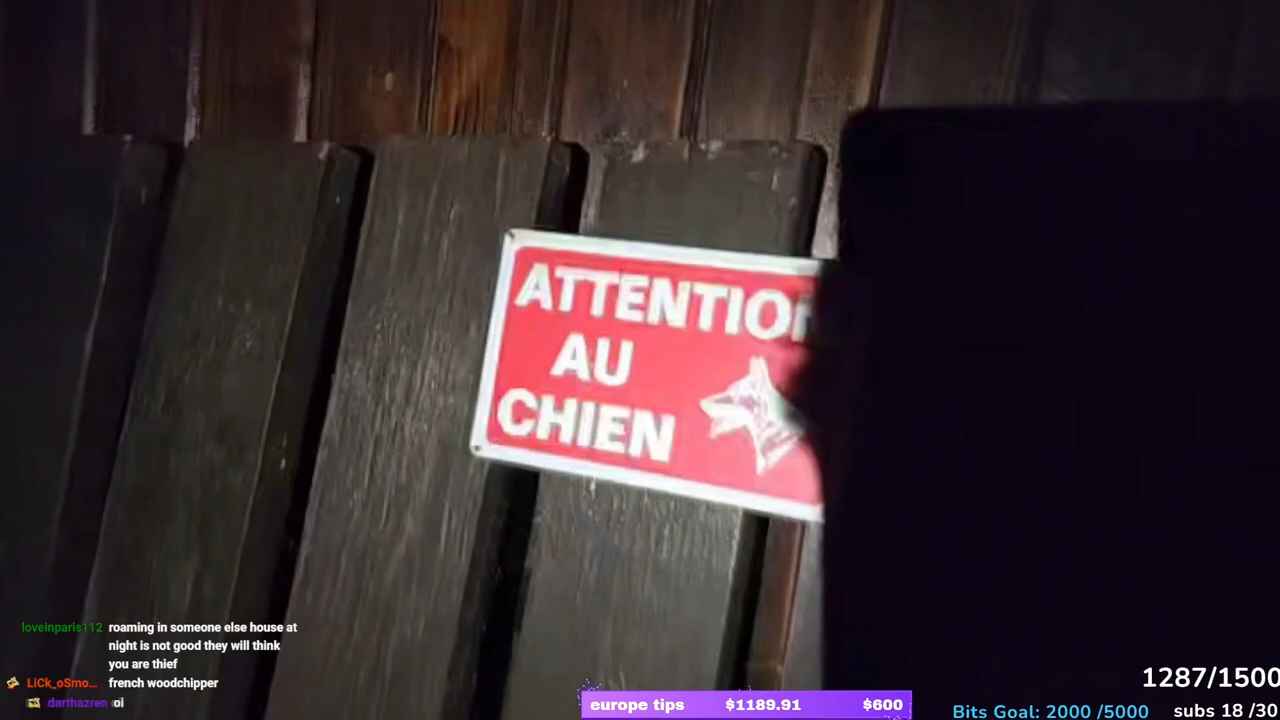 ATTENTION
AU
CHIEN
loveinparis112 roaming in someone else house at
night is not good they will think
you are thief
LiCk_oSmo... french woodchipper
darthazren oi
europe tips $1189.91 $600
1287/1500
Bits Goal: 2000 /5000 subs 18 /30